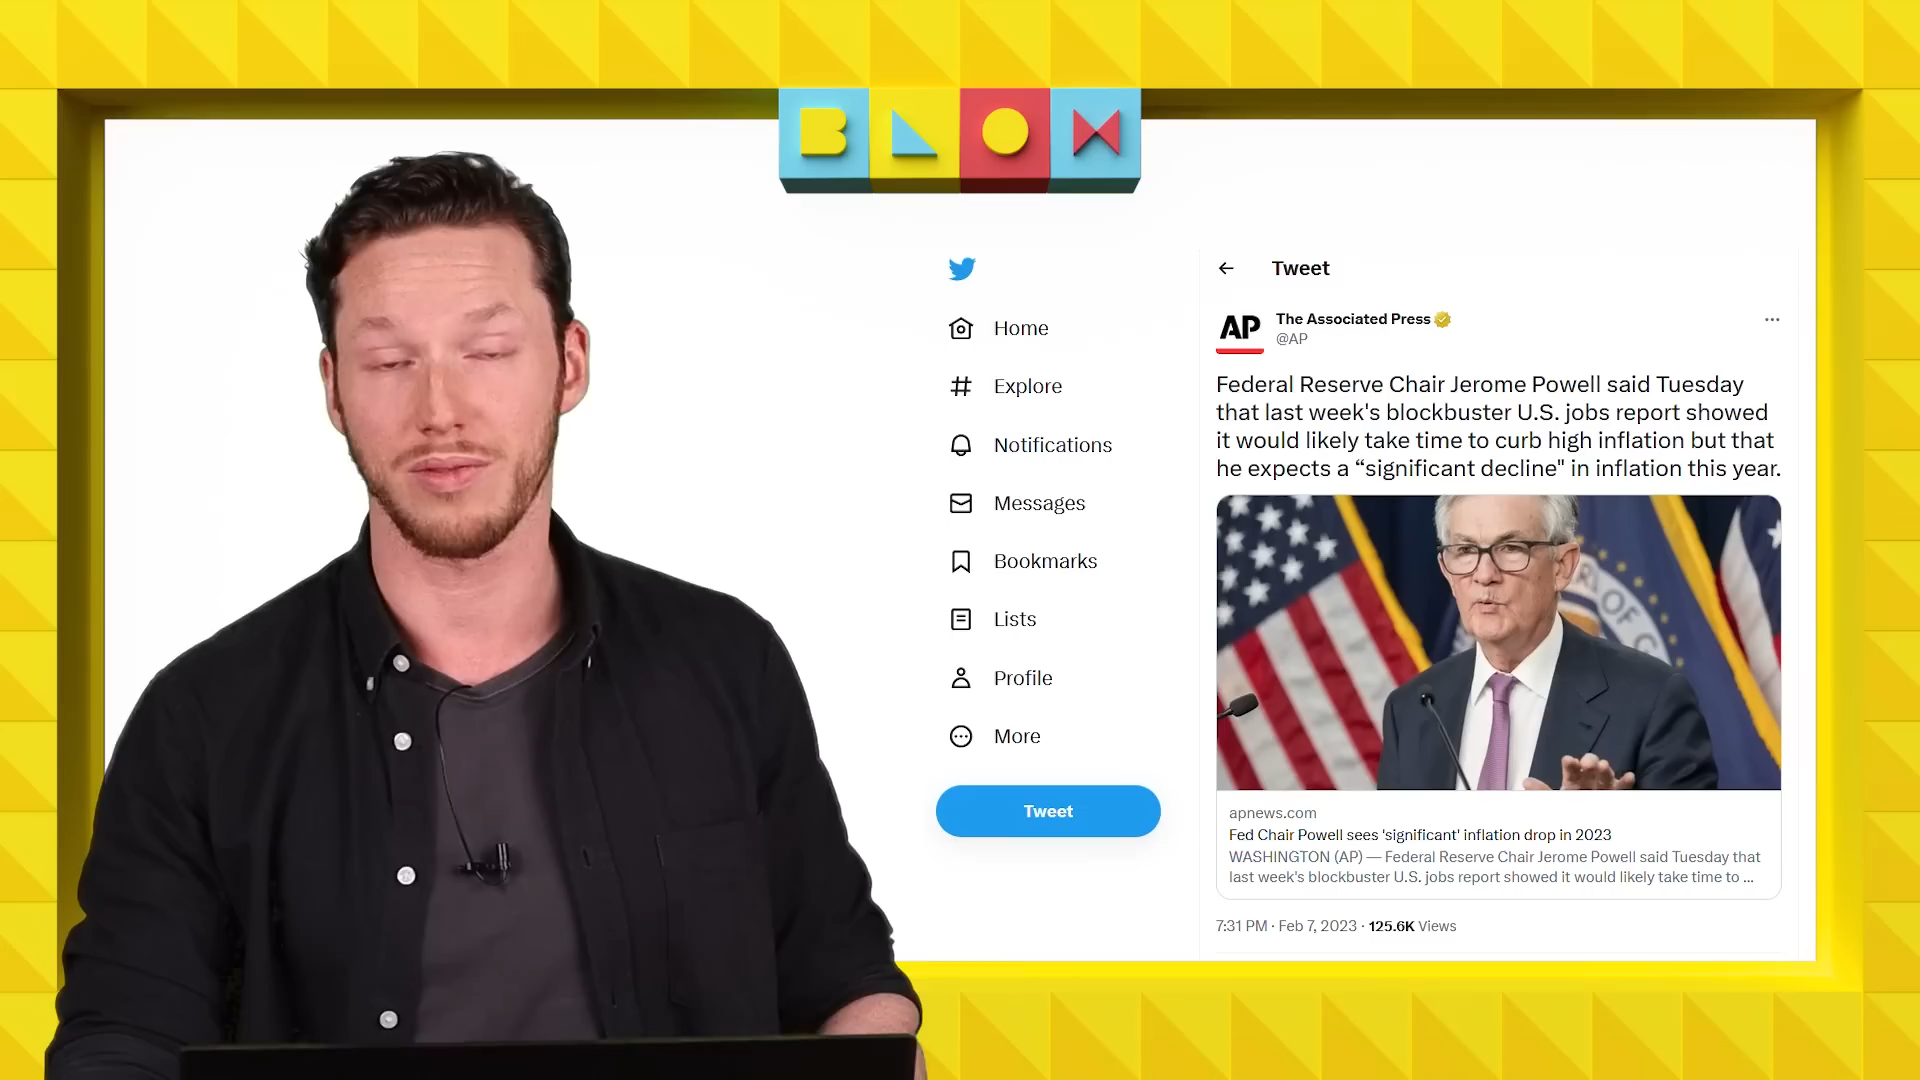 BLOM
Tweet
The Associated Press
@AP
Home
Explore
Notifications
Messages
Bookmarks
Lists
Profile
More
Tweet
Federal Reserve Chair Jerome Powell said Tuesday
that last week's blockbuster U.S. jobs report showed
it would likely take time to curb high inflation but that
he expects a “significant decline" in inflation this year.
apnews.com
Fed Chair Powell sees 'significant' inflation drop in 2023
WASHINGTON (AP) — Federal Reserve Chair Jerome Powell said Tuesday that
last week's blockbuster U.S. jobs report showed it would likely take time to ...
7:31 PM · Feb 7, 2023 · 125.6K Views
AP